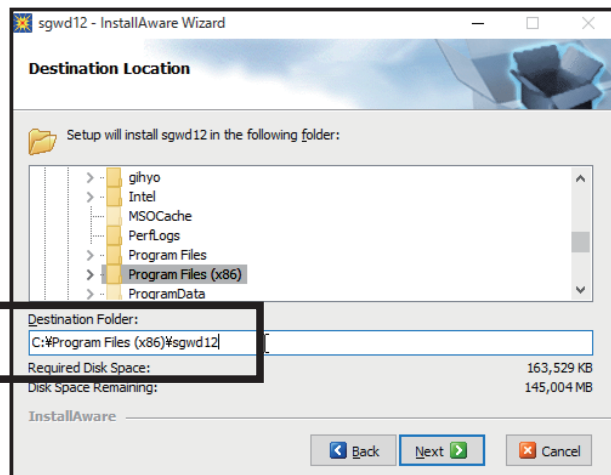 sgwd12 - InstallAware Wizard
Destination Location
Setup will install sgwd12 in the following folder:
gihyo
Intel
MSOCache
PerfLogs
Program Files
Program Files (x86)
ProgramData
Destination Folder:
C:¥Program Files (x86)¥sgwd12
Required Disk Space: 163,529 KB
Disk Space Remaining: 145,004 MB
InstallAware
Back Next Cancel